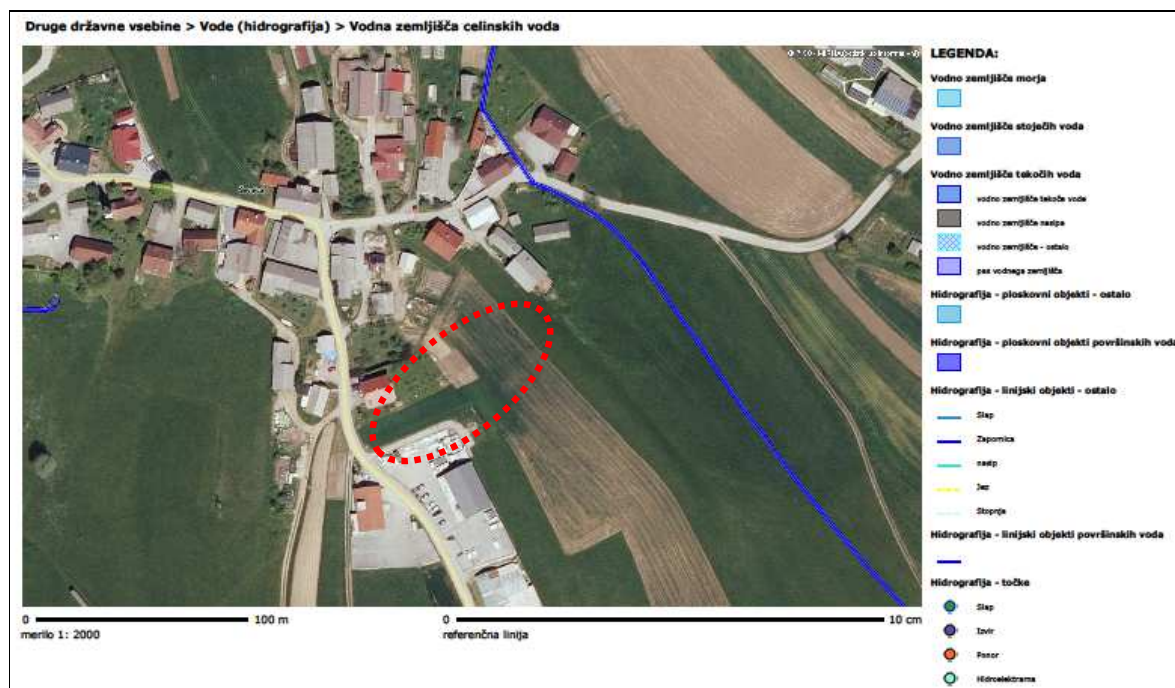 Druge državne vsebine > Vode (hidrografija) > Vodna zemljišča celinskih voda
LEGENDA:
Vodno zemljišče morja
Vodno zemljišče stoječih voda
Vodno zemljišče tekočih voda
vodno zemljišče tekoče vode
vodno zemljišče nasipa
vodno zemljišče - ostalo
pas vodnega zemljišča
Hidrografija - ploskovni objekti - ostalo
Hidrografija - ploskovni objekti površinskih voda
Hidrografija - linijski objekti - ostalo
Slap
Zapornica
nasip
Jez
Stopnja
Hidrografija - linijski objekti površinskih voda
Hidrografija - točke
Slap
Izvir
Ponor
Hidroelektrarna
0 100 m
merilo 1: 2000
0 10 cm
referenčna linija